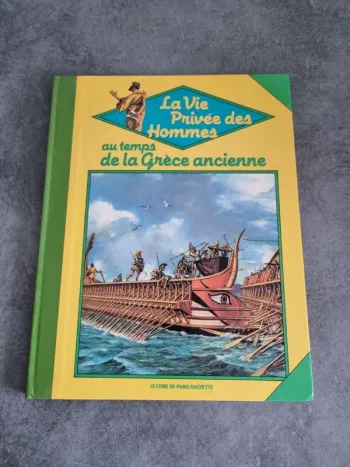 La Vie
Privée des
Hommes
au temps
de la Grèce ancienne
LE LIVRE DE PARIS HACHETTE